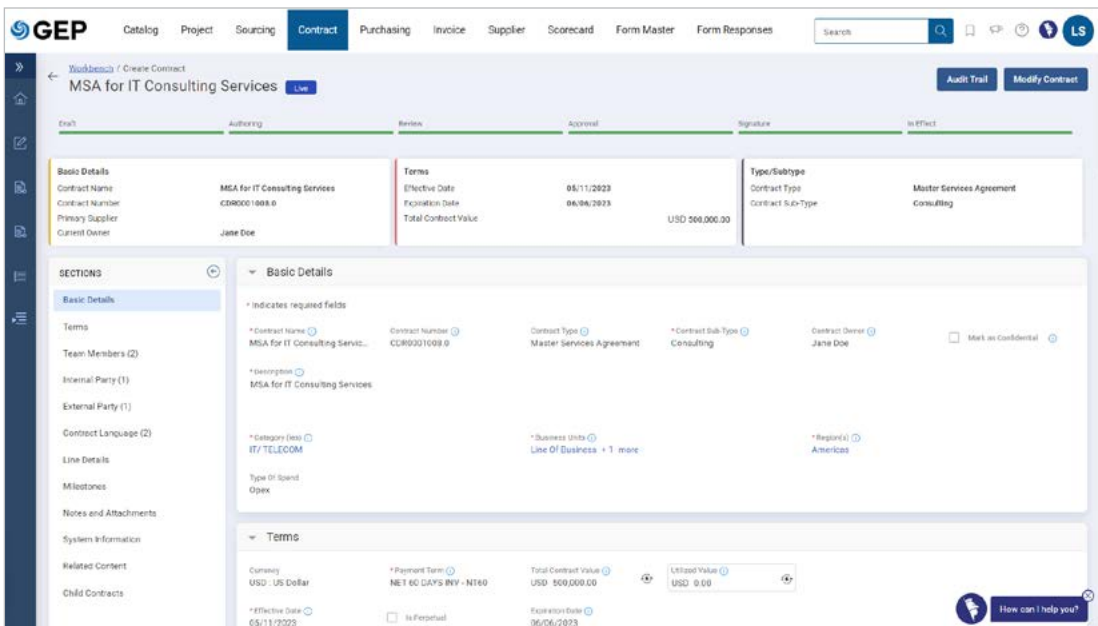 GEP Catalog Project Sourcing Contract Purchasing Invoice Supplier Scorecard Form Master Form Responses Search LS
Workbench / Create Contract
MSA for IT Consulting Services Live Audit Trail Modify Contract
Draft Authoring Review Approval Signature In Effect
Basic Details Terms Type/Subtype
Contract Name MSA for IT Consulting Services Effective Date 05/11/2023 Contract Type Master Services Agreement
Contract Number CDR0001008.0 Expiration Date 06/06/2023 Contract Sub-Type Consulting
Primary Supplier Total Contract Value USD 500,000.00
Current Owner Jane Doe
SECTIONS
Basic Details
Terms
Team Members (2)
Internal Party (1)
External Party (1)
Contract Language (2)
Line Details
Milestones
Notes and Attachments
System Information
Related Content
Child Contracts
Basic Details
* Indicates required fields
* Contract Name Contract Number Contract Type * Contract Sub-Type Contract Owner
MSA for IT Consulting Servic... CDR0001008.0 Master Services Agreement Consulting Jane Doe Mark as Confidential
* Description
MSA for IT Consulting Services
* Category (ies) * Business Units * Region(s)
IT/ TELECOM Line Of Business + 1 more Americas
Type Of Spend
Opex
Terms
Currency * Payment Term Total Contract Value Utilized Value
USD : US Dollar NET 60 DAYS INV - NT60 USD 500,000.00 USD 0.00
* Effective Date Is Perpetual Expiration Date
05/11/2023 06/06/2023
How can I help you?